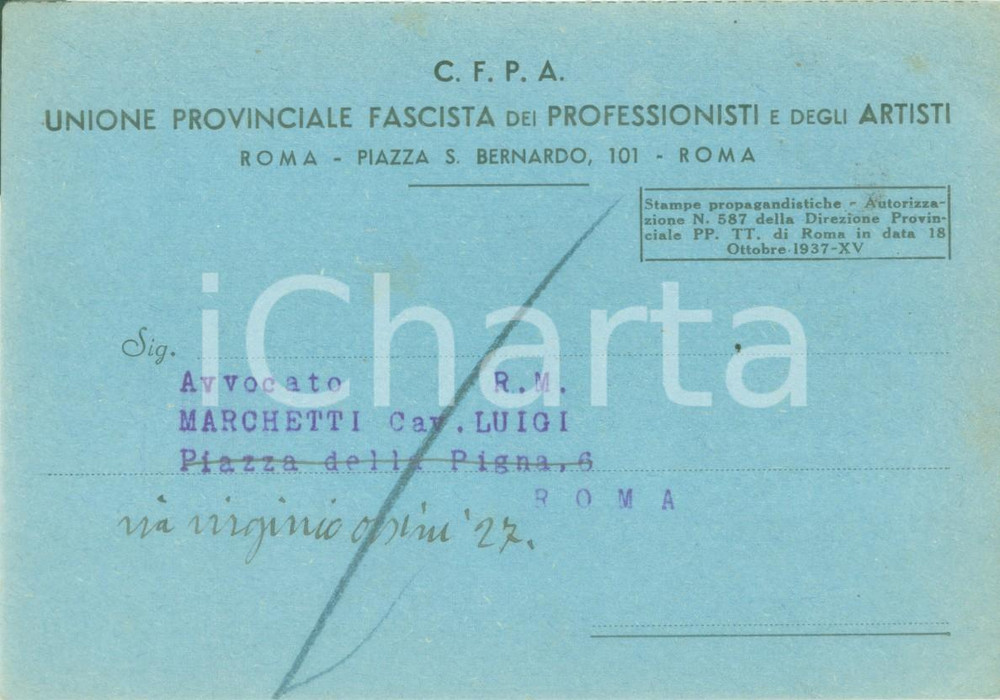 C. F. P. A.
UNIONE PROVINCIALE FASCISTA DEI PROFESSIONISTI E DEGLI ARTISTI
ROMA - PIAZZA S. BERNARDO, 101 - ROMA
Stampe propagandistiche - Autorizza-
zione N. 587 della Direzione Provin-
ciale PP. TT. di Roma in data 18
Ottobre 1937-XV
iCharta
Sig.
Avvocato R.M.
MARCHETTI Cav.LUIGI
Piazza della Pigna,6
ROMA
via virginio orsini 27.